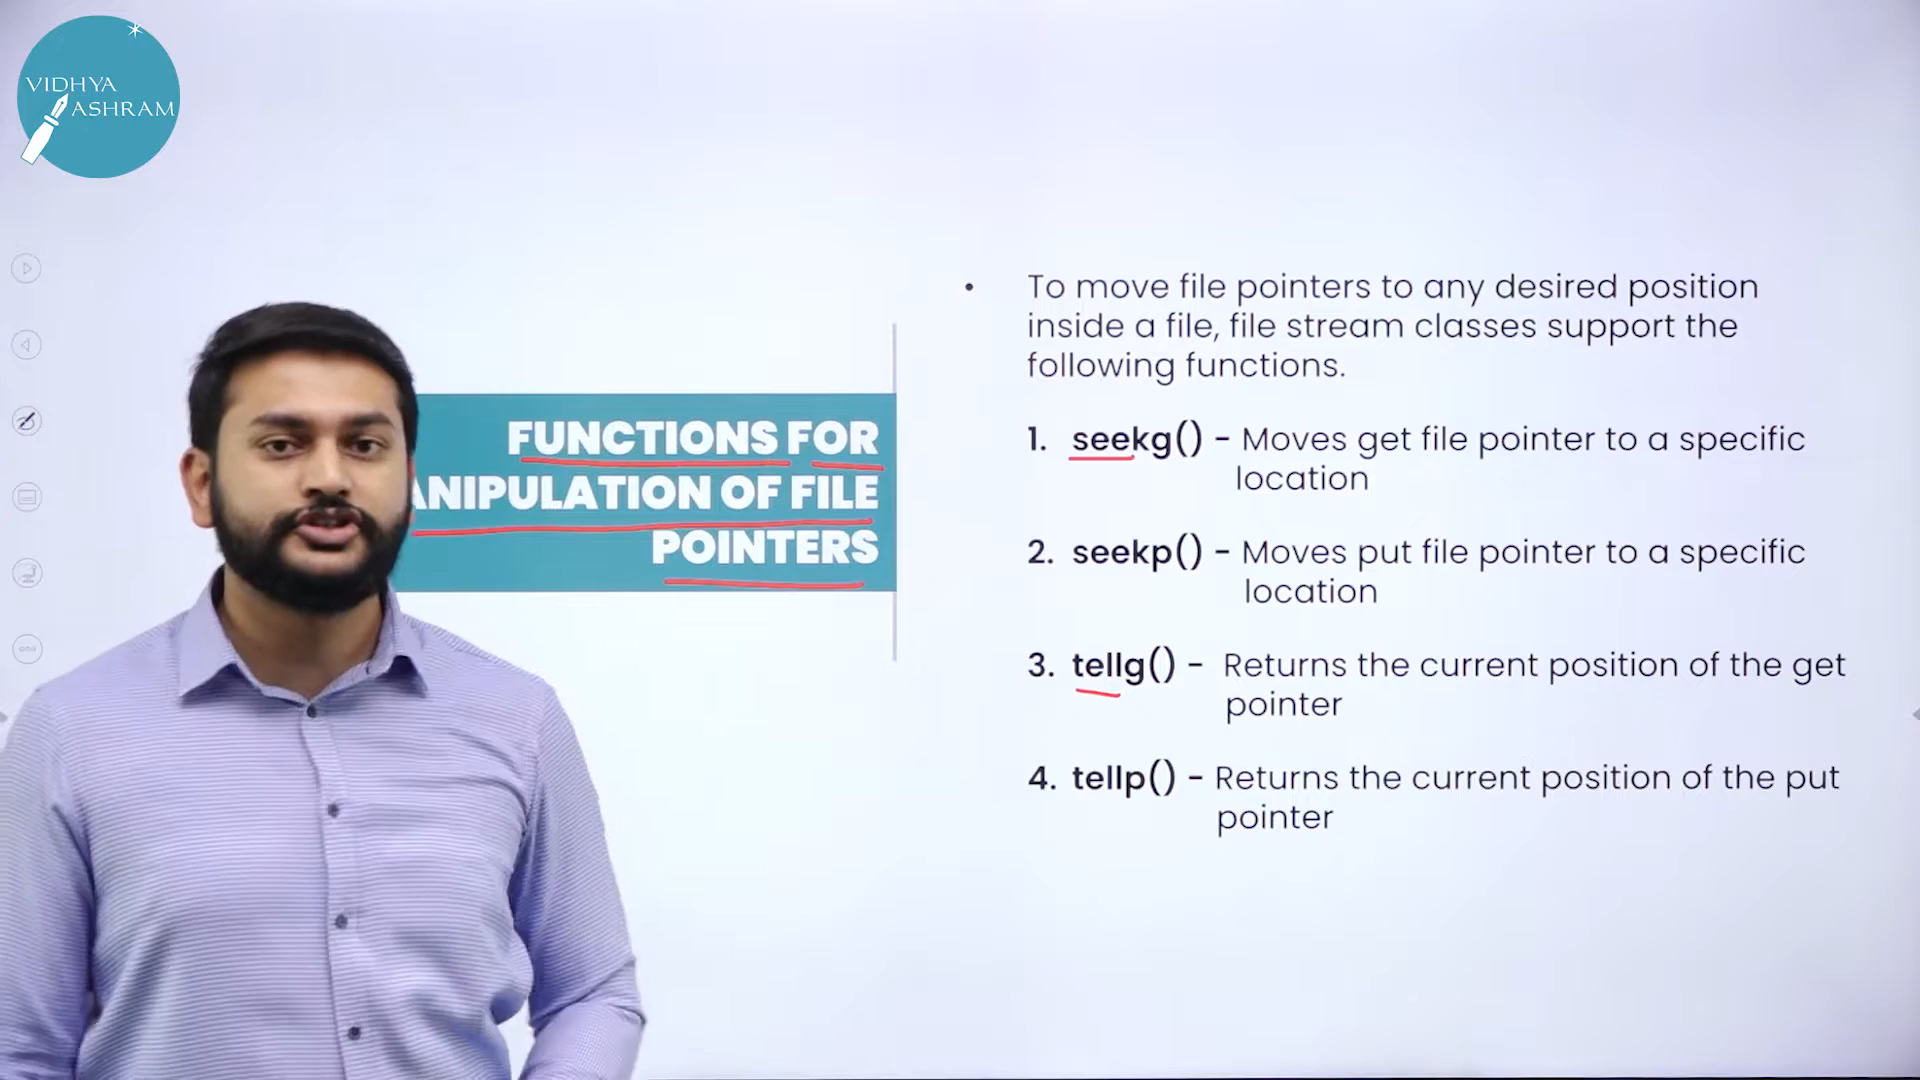 VIDHYA
ASHRAM
FUNCTIONS FOR
ANIPULATION OF FILE
POINTERS
• To move file pointers to any desired position
inside a file, file stream classes support the
following functions.
1. seekg() - Moves get file pointer to a specific
location
2. seekp() - Moves put file pointer to a specific
location
3. tellg() - Returns the current position of the get
pointer
4. tellp() - Returns the current position of the put
pointer